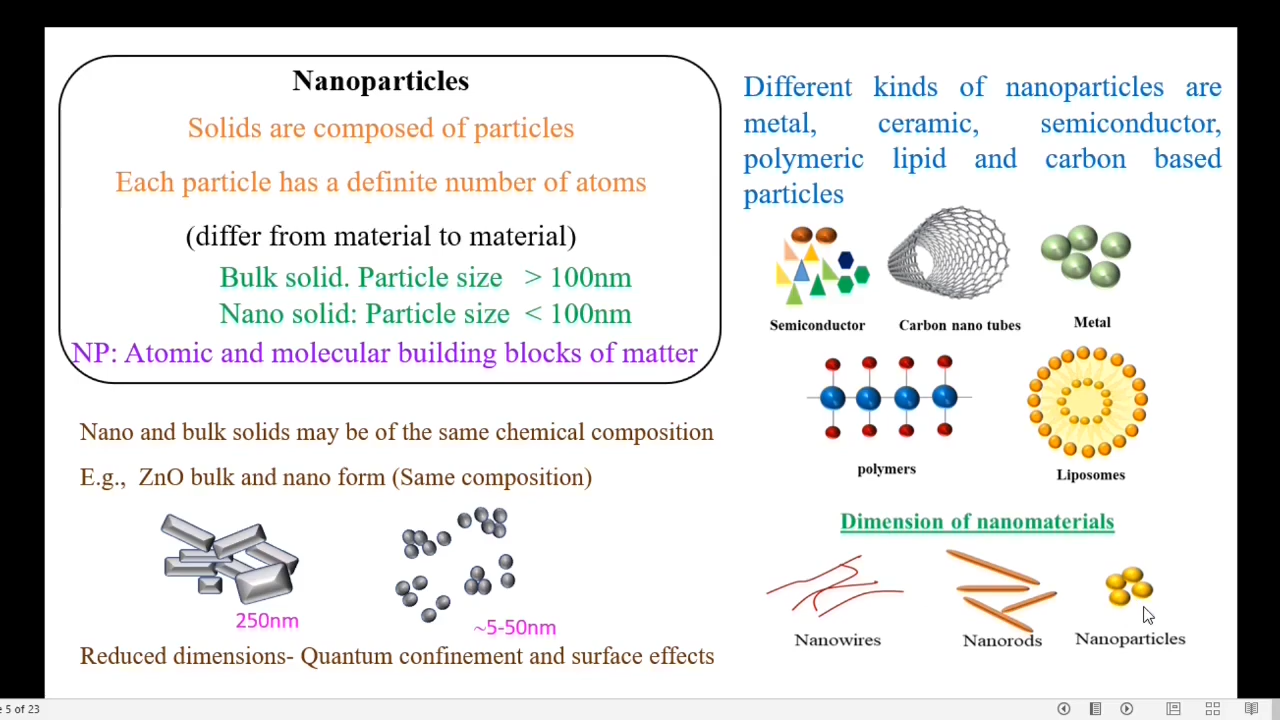 Nanoparticles
Solids are composed of particles
Each particle has a definite number of atoms
(differ from material to material)
Bulk solid. Particle size > 100nm
Nano solid: Particle size < 100nm
NP: Atomic and molecular building blocks of matter
Nano and bulk solids may be of the same chemical composition
E.g., ZnO bulk and nano form (Same composition)
250nm
~5-50nm
Reduced dimensions- Quantum confinement and surface effects
Different kinds of nanoparticles are
metal, ceramic, semiconductor,
polymeric lipid and carbon based
particles
Semiconductor
Carbon nano tubes
Metal
polymers
Liposomes
Dimension of nanomaterials
Nanowires
Nanorods
Nanoparticles
e 5 of 23